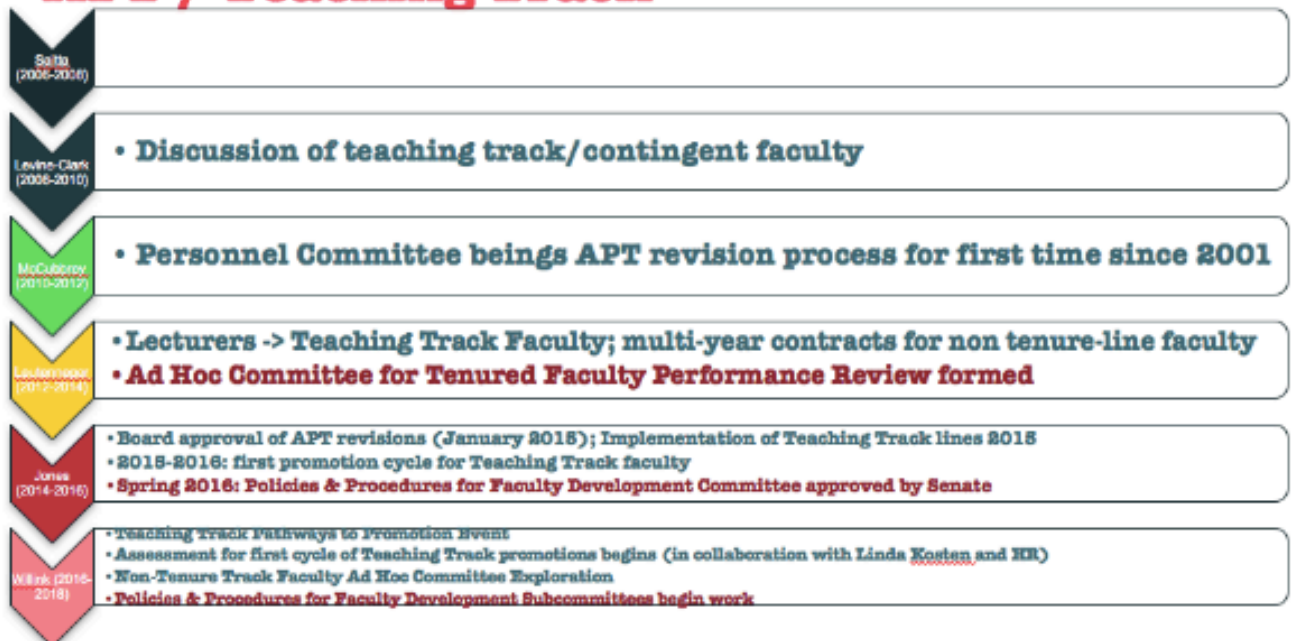 / Teaching Track
Saitta
(2006-2008)
Levine-Clark
(2008-2010)
• Discussion of teaching track/contingent faculty
McCubbrey
(2010-2012)
• Personnel Committee beings APT revision process for first time since 2001
(2012-2014)
• Lecturers -> Teaching Track Faculty; multi-year contracts for non tenure-line faculty
• Ad Hoc Committee for Tenured Faculty Performance Review formed
Jones
(2014-2016)
• Board approval of APT revisions (January 2015); Implementation of Teaching Track lines 2015
• 2015-2016: first promotion cycle for Teaching Track faculty
• Spring 2016: Policies & Procedures for Faculty Development Committee approved by Senate
Willink (2016-
2018)
• Teaching Track Pathways to Promotion Event
• Assessment for first cycle of Teaching Track promotions begins (in collaboration with Linda Kosten and HR)
• Non-Tenure Track Faculty Ad Hoc Committee Exploration
• Policies & Procedures for Faculty Development Subcommittees begin work